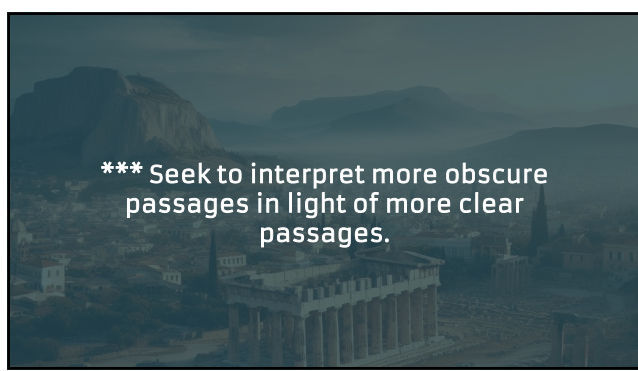 *** Seek to interpret more obscure
passages in light of more clear
passages.